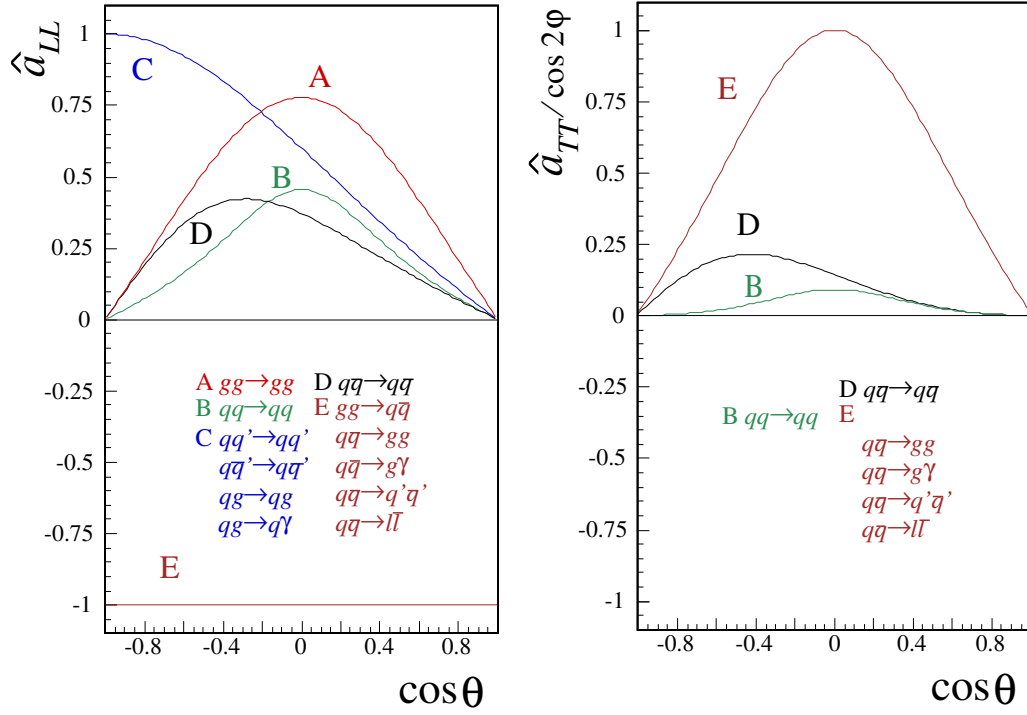 â_LL
1
0.75
0.5
0.25
0
-0.25
-0.5
-0.75
-1
C
A
B
D
E
A gg→gg
B qq→qq
C qq'→qq'
qq̅'→qq̅'
qg→qg
qg→qγ
D qq̅→qq̅
E gg→qq̅
qq̅→gg
qq̅→gγ
qq̅→q'q̅'
qq̅→ll̅
-0.8 -0.4 0 0.4 0.8
cosθ
â_TT / cos 2φ
1
0.75
0.5
0.25
0
-0.25
-0.5
-0.75
-1
E
D
B
B qq→qq
D qq̅→qq̅
E
qq̅→gg
qq̅→gγ
qq̅→q'q̅'
qq̅→ll̅
-0.8 -0.4 0 0.4 0.8
cosθ